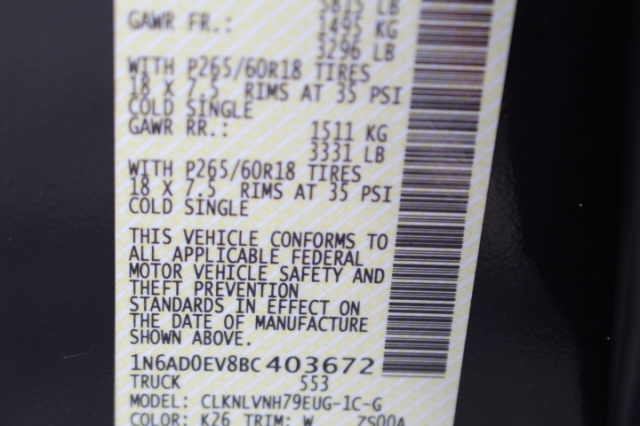 5815 LB
GAWR FR.: 1495 KG
3296 LB
WITH P265/60R18 TIRES
18 X 7.5 RIMS AT 35 PSI
COLD SINGLE
GAWR RR.: 1511 KG
3331 LB
WITH P265/60R18 TIRES
18 X 7.5 RIMS AT 35 PSI
COLD SINGLE
THIS VEHICLE CONFORMS TO
ALL APPLICABLE FEDERAL
MOTOR VEHICLE SAFETY AND
THEFT PREVENTION
STANDARDS IN EFFECT ON
THE DATE OF MANUFACTURE
SHOWN ABOVE.
1N6AD0EV8BC403672
TRUCK 553
MODEL: CLKNLVNH79EUG-1C-G
COLOR: K26 TRIM: W ZS00A